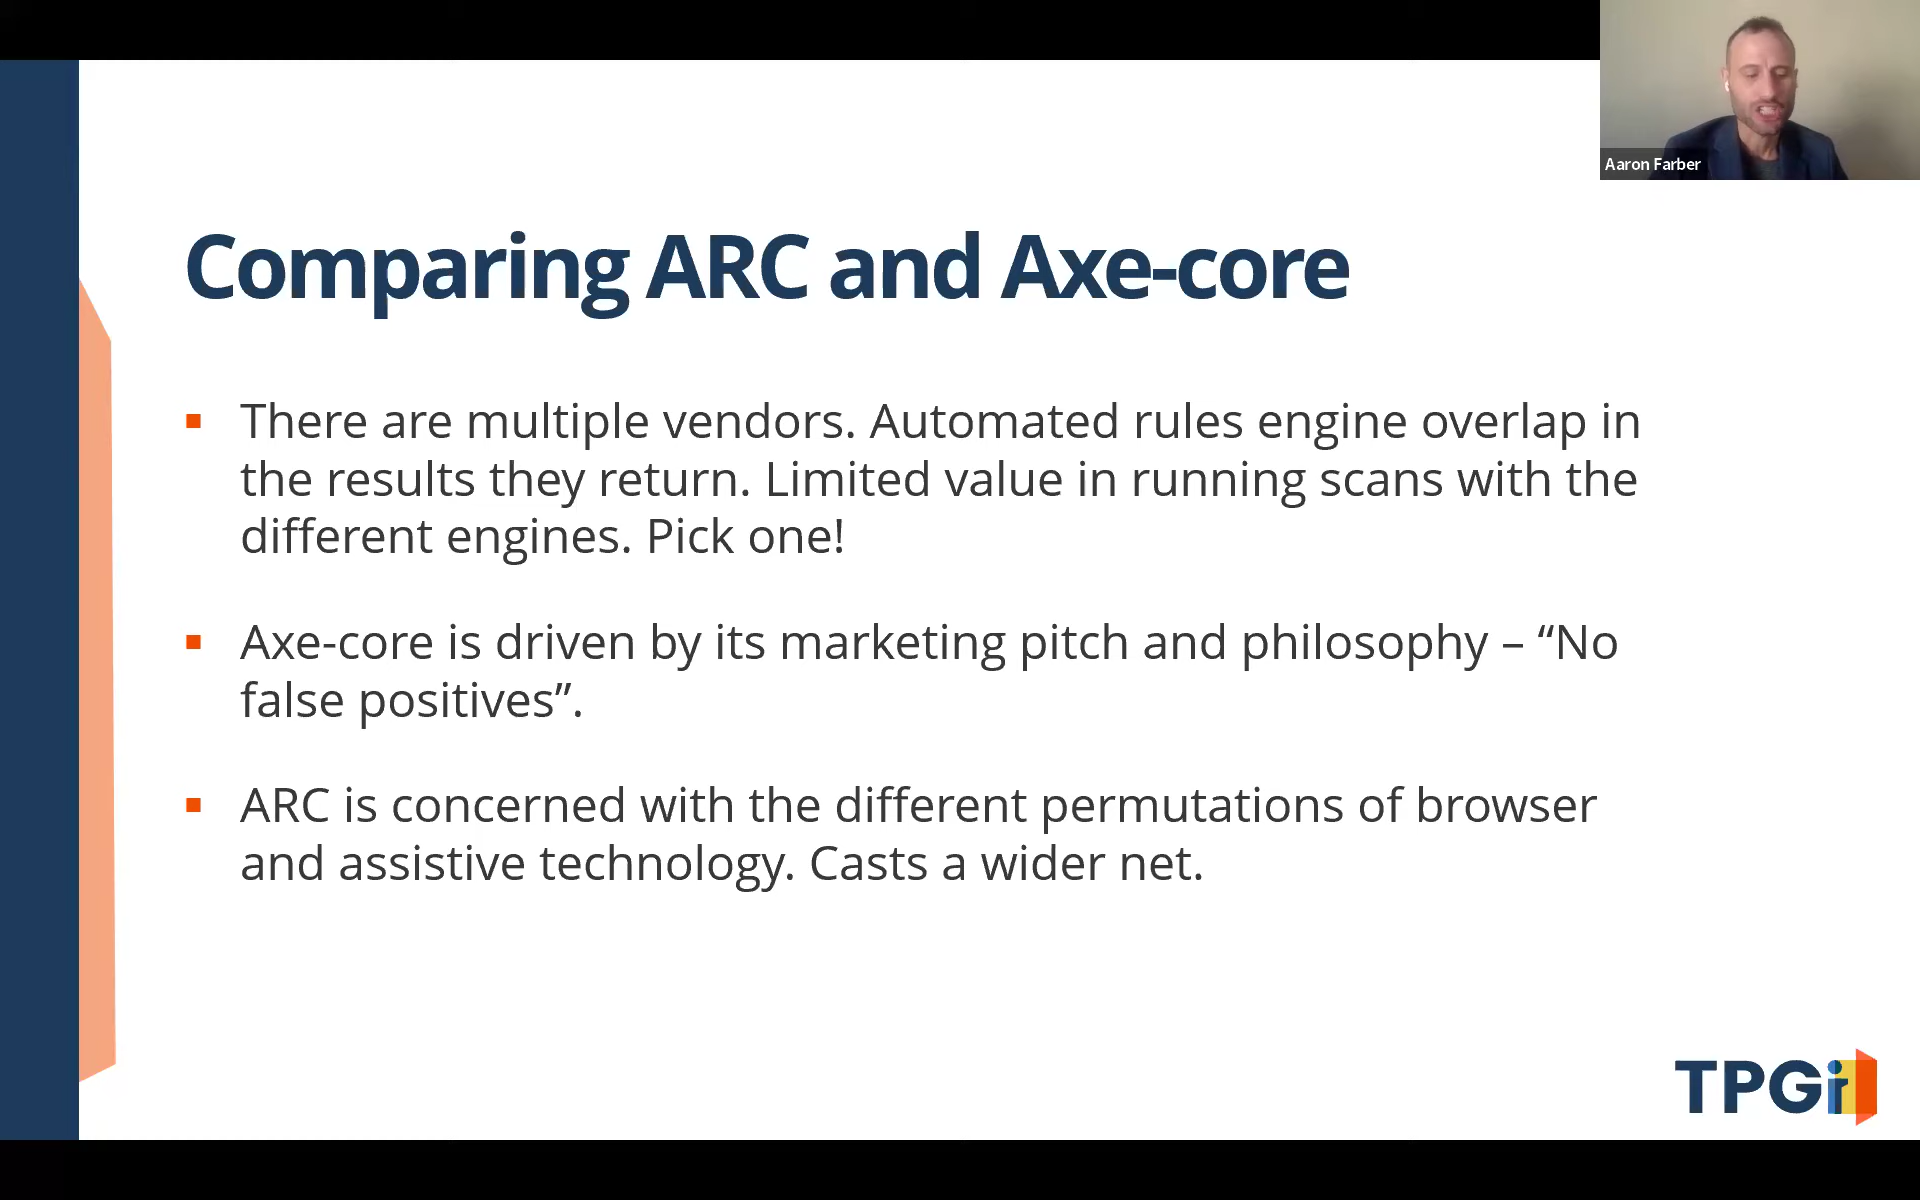 Aaron Farber
Comparing ARC and Axe-core
▪ There are multiple vendors. Automated rules engine overlap in
the results they return. Limited value in running scans with the
different engines. Pick one!
▪ Axe-core is driven by its marketing pitch and philosophy – “No
false positives”.
▪ ARC is concerned with the different permutations of browser
and assistive technology. Casts a wider net.
TPGi